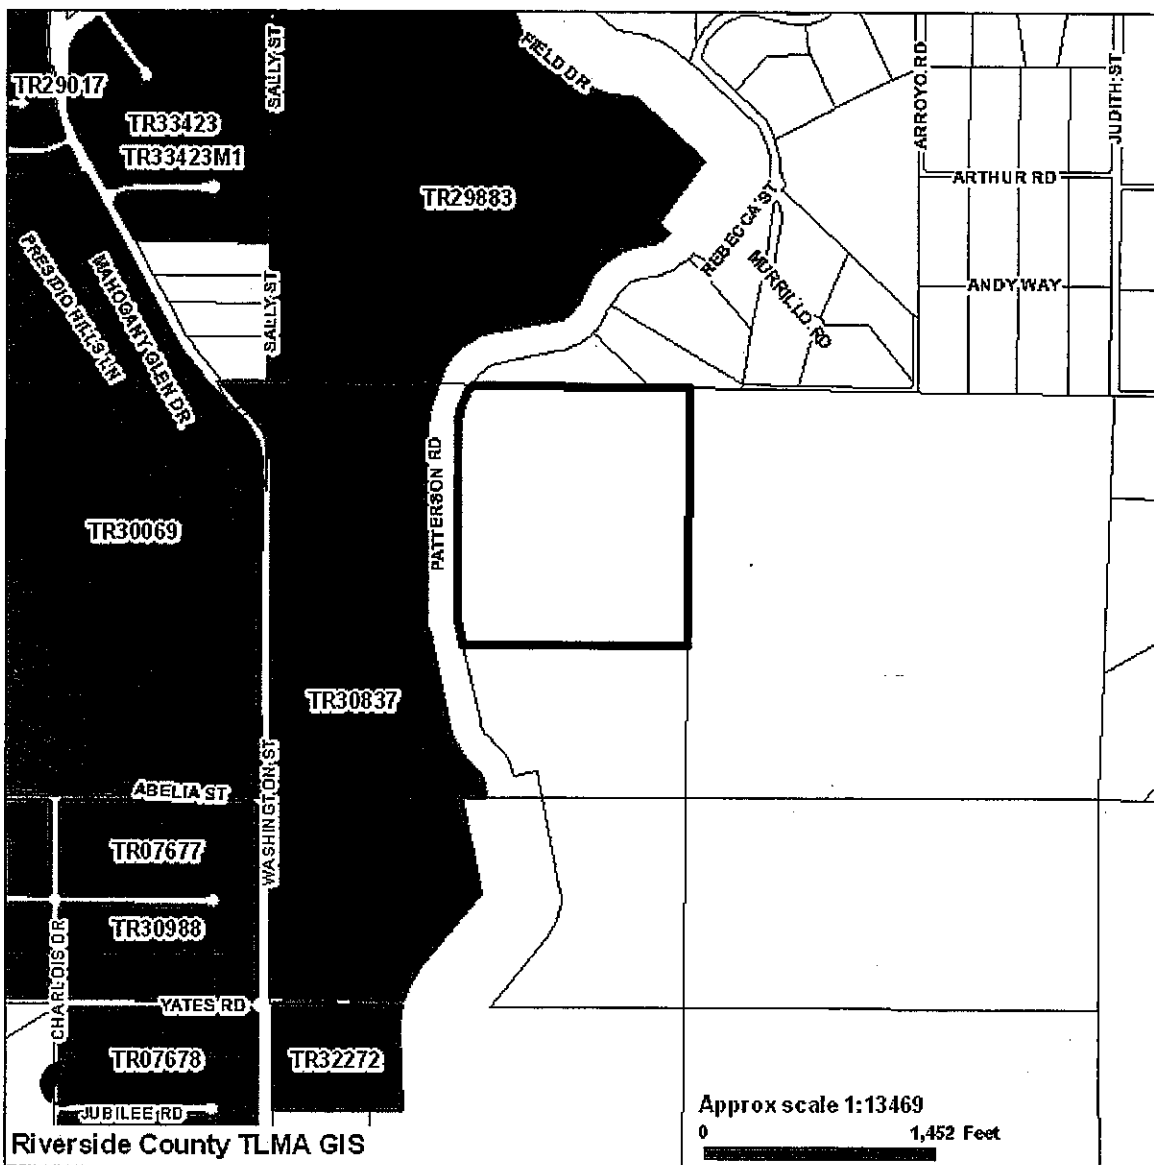 SALLY ST
FIELD DR
ARROYO RD
JUDITH ST
TR29017
TR33423
TR33423M1
TR29883
ARTHUR RD
REBECCA ST
MURRILLO RD
ANDY WAY
PRESIDIO HILLS LN
MAHOGANY GLEN DR
SALLY ST
PATTERSON RD
TR30069
TR30837
WASHINGTON ST
ABELIA ST
TR07677
TR30988
CHARLOIS DR
YATES RD
TR07678
TR32272
JUBILEE RD
Approx scale 1:13469
0 1,452 Feet
Riverside County TLMA GIS